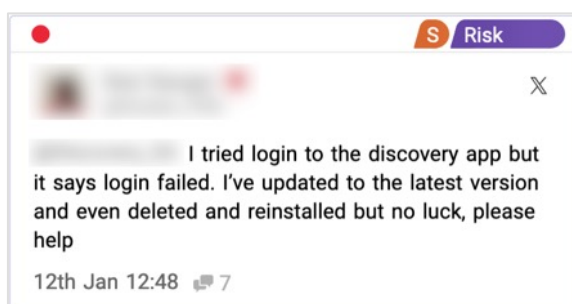 S Risk
𝕏
I tried login to the discovery app but
it says login failed. I've updated to the latest version
and even deleted and reinstalled but no luck, please
help
12th Jan 12:48 7